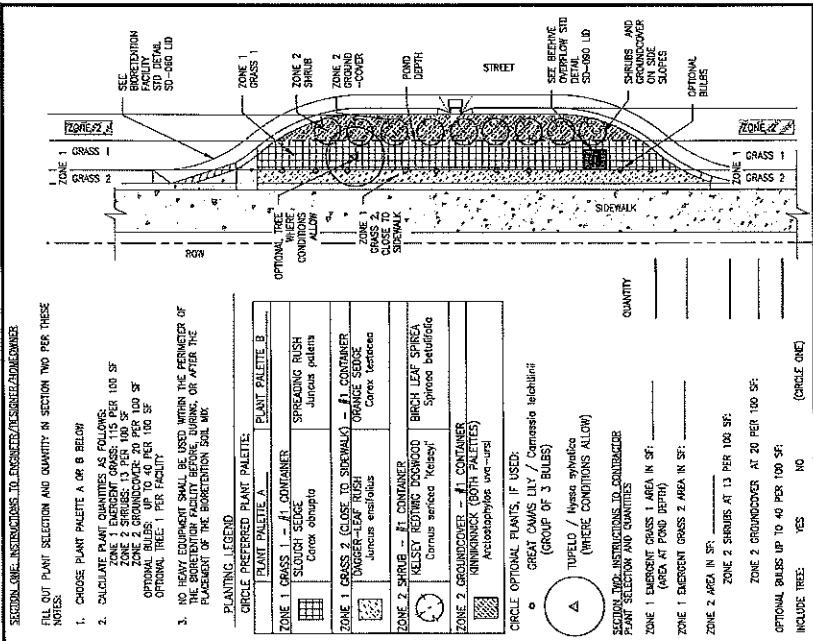 SECTION ONE: INSTRUCTIONS TO ENGINEER/DESIGNER/HOMEOWNER
FILL OUT PLANT SELECTION AND QUANTITY IN SECTION TWO PER THESE
NOTES:
1. CHOOSE PLANT PALETTE A OR B BELOW
2. CALCULATE PLANT QUANTITIES AS FOLLOWS:
ZONE 1 EMERGENT GRASS: 115 PER 100 SF
ZONE 2 SHRUBS: 13 PER 100 SF
ZONE 2 GROUNDCOVER: 20 PER 100 SF
OPTIONAL BULBS: UP TO 40 PER 100 SF
OPTIONAL TREE: 1 PER FACILITY
3. NO HEAVY EQUIPMENT SHALL BE USED WITHIN THE PERIMETER OF
THE BIORETENTION FACILITY BEFORE, DURING, OR AFTER THE
PLACEMENT OF THE BIORETENTION SOIL MIX.
PLANTING LEGEND
CIRCLE PREFERRED PLANT PALETTE:
PLANT PALETTE A
PLANT PALETTE B
ZONE 1 GRASS 1 - #1 CONTAINER
SLOUGH SEDGE
Carex obnupta
SPREADING RUSH
Juncus patens
ZONE 1 GRASS 2 (CLOSE TO SIDEWALK) - #1 CONTAINER
DAGGER-LEAF RUSH
Juncus ensifolius
ORANGE SEDGE
Carex testacea
ZONE 2 SHRUB - #1 CONTAINER
KELSEY REDTWIG DOGWOOD
Cornus sericea 'Kelseyi'
BIRCH LEAF SPIREA
Spiraea betulifolia
ZONE 2 GROUNDCOVER - #1 CONTAINER
KINNIKINNICK (BOTH PALETTES)
Arctostaphylos uva-ursi
CIRCLE OPTIONAL PLANTS, IF USED:
GREAT CAMAS LILY / Camassia leichtlinii
(GROUP OF 3 BULBS)
TUPELO / Nyssa sylvatica
(WHERE CONDITIONS ALLOW)
SECTION TWO: INSTRUCTIONS TO CONTRACTOR
PLANT SELECTION AND QUANTITIES
QUANTITY
ZONE 1 EMERGENT GRASS 1 AREA IN SF:
(AREA AT POND DEPTH)
ZONE 1 EMERGENT GRASS 2 AREA IN SF:
ZONE 2 AREA IN SF:
ZONE 2 SHRUBS AT 13 PER 100 SF:
ZONE 2 GROUNDCOVER AT 20 PER 100 SF:
OPTIONAL BULBS UP TO 40 PER 100 SF:
INCLUDE TREE: YES NO (CIRCLE ONE)
SEE
BIORETENTION
FACILITY
STD DETAIL
SD-060 LID
ZONE 1
GRASS 1
ZONE 2
SHRUB
ZONE 2
GROUND
-COVER
POND
DEPTH
STREET
SEE BEEHIVE
OVERFLOW STD
DETAIL
SD-090 LID
SHRUBS AND
GROUNDCOVER
ON SIDE
SLOPES
OPTIONAL
BULBS
ZONE 2
ZONE 1
GRASS 1
GRASS 2
ZONE 2
ZONE 1
GRASS 1
GRASS 2
OPTIONAL TREE
WHERE
CONDITIONS
ALLOW
ZONE 1
GRASS 2,
CLOSE TO
SIDEWALK
SIDEWALK
ROW